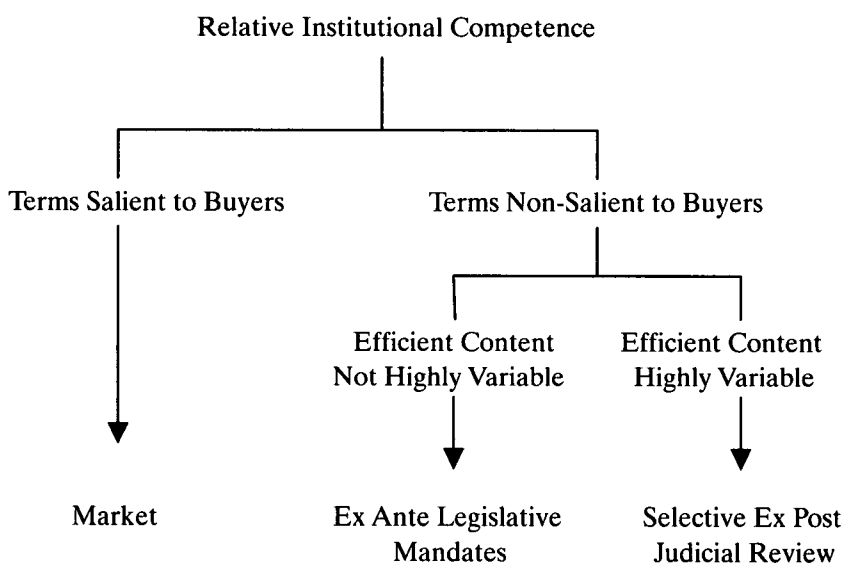 Relative Institutional Competence
Terms Salient to Buyers
Terms Non-Salient to Buyers
Efficient Content
Not Highly Variable
Efficient Content
Highly Variable
Market
Ex Ante Legislative
Mandates
Selective Ex Post
Judicial Review